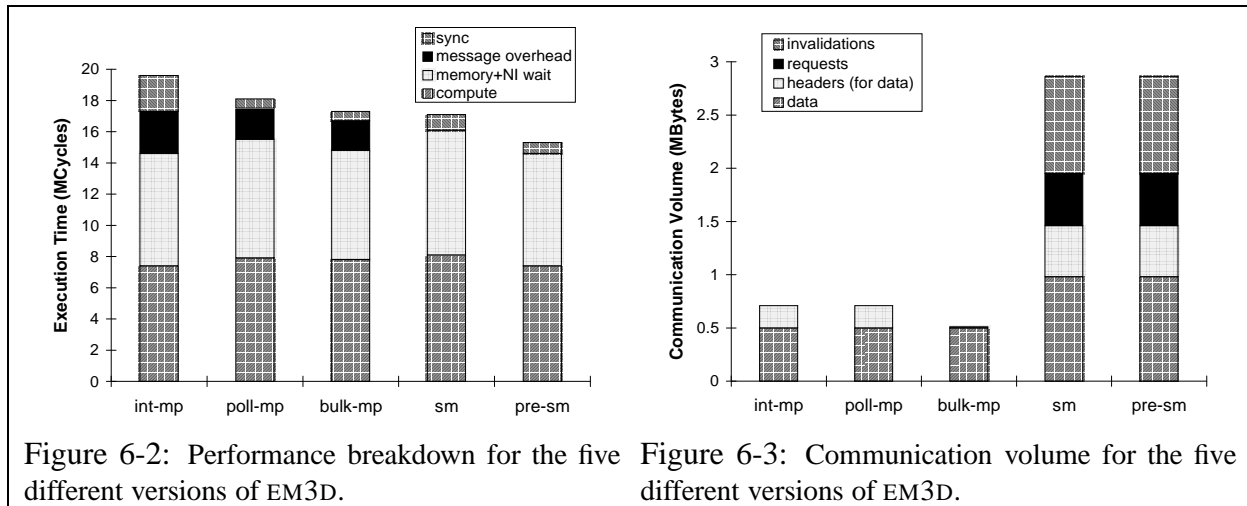 sync
message overhead
memory+NI wait
compute
Execution Time (MCycles)
20
18
16
14
12
10
8
6
4
2
0
int-mp poll-mp bulk-mp sm pre-sm
Figure 6-2: Performance breakdown for the five
different versions of EM3D.
invalidations
requests
headers (for data)
data
Communication Volume (MBytes)
3
2.5
2
1.5
1
0.5
0
int-mp poll-mp bulk-mp sm pre-sm
Figure 6-3: Communication volume for the five
different versions of EM3D.